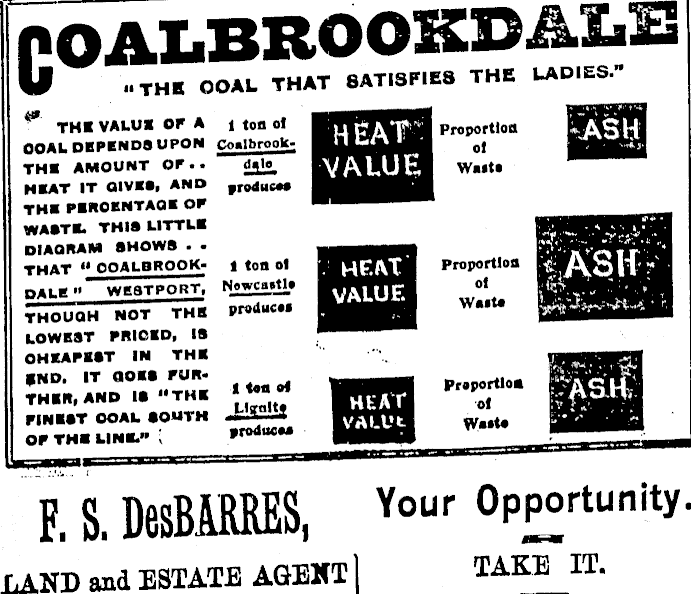 COALBROOKDALE
"THE COAL THAT SATISFIES THE LADIES."
THE VALUE OF A
COAL DEPENDS UPON
THE AMOUNT OF..
HEAT IT GIVES, AND
THE PERCENTAGE OF
WASTE. THIS LITTLE
DIAGRAM SHOWS..
THAT "COALBROOK-
DALE" WESTPORT,
THOUGH NOT THE
LOWEST PRICED, IS
CHEAPEST IN THE
END. IT GOES FUR-
THER, AND IS "THE
FINEST COAL SOUTH
OF THE LINE."
1 ton of
Coalbrook-
dale
produces
HEAT
VALUE
Proportion
of
Waste
ASH
1 ton of
Newcastle
produces
HEAT
VALUE
Proportion
of
Waste
ASH
1 ton of
Lignite
produces
HEAT
VALUE
Proportion
of
Waste
ASH
F. S. DesBARRES,
LAND and ESTATE AGENT
Your Opportunity.
TAKE IT.